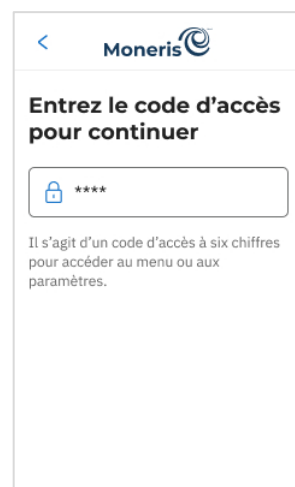 Moneris
Entrez le code d’accès
pour continuer
****
Il s’agit d’un code d’accès à six chiffres
pour accéder au menu ou aux
paramètres.